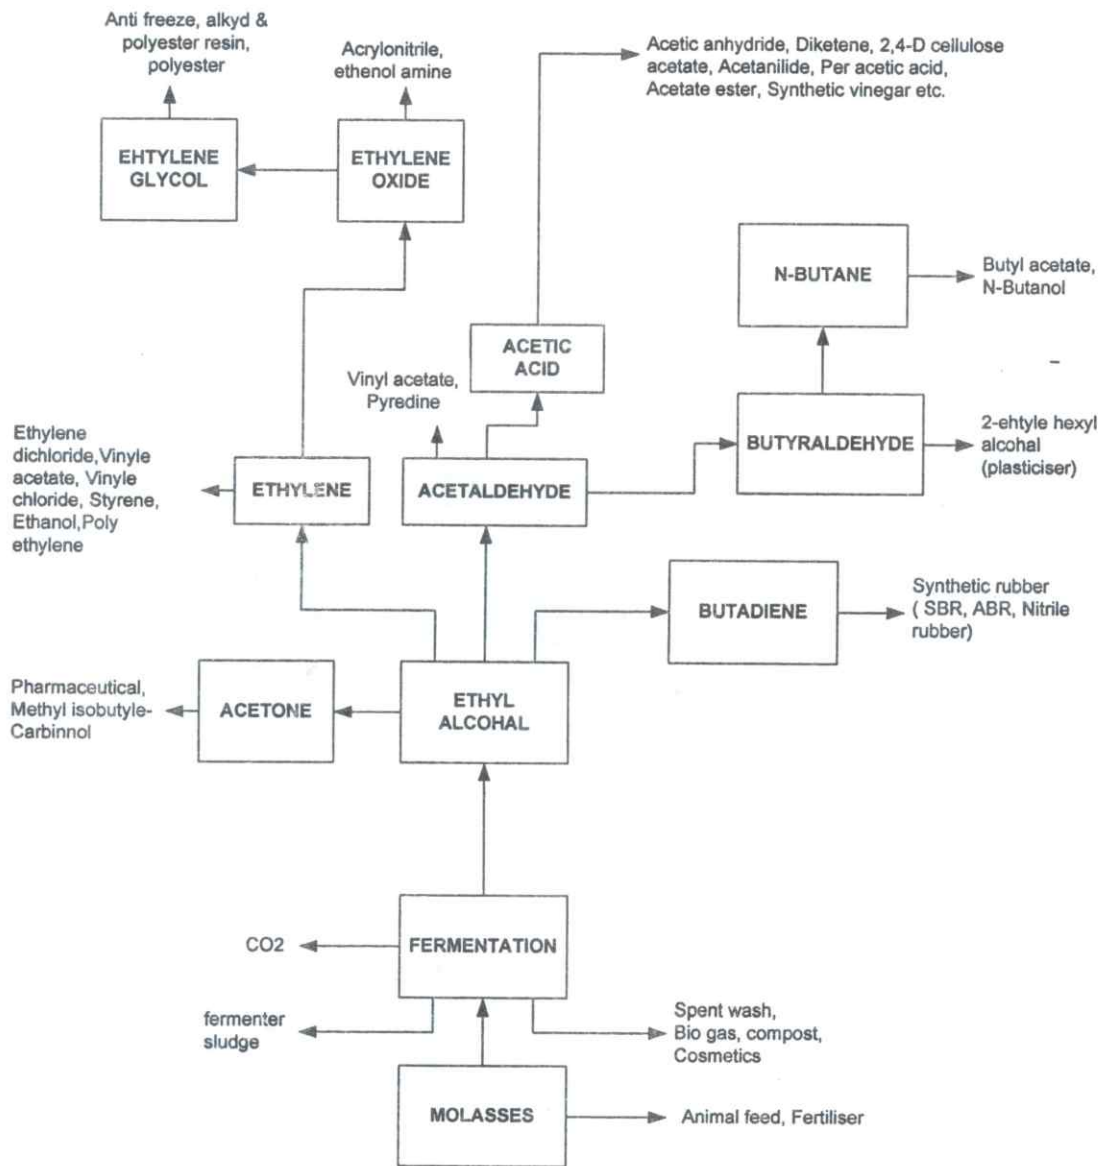 Anti freeze, alkyd &
polyester resin,
polyester
Acrylonitrile,
ethenol amine
Acetic anhydride, Diketene, 2,4-D cellulose
acetate, Acetanilide, Per acetic acid,
Acetate ester, Synthetic vinegar etc.
EHTYLENE
GLYCOL
ETHYLENE
OXIDE
N-BUTANE
Butyl acetate,
N-Butanol
ACETIC
ACID
Vinyl acetate,
Pyredine
Ethylene
dichloride,Vinyle
acetate, Vinyle
chloride, Styrene,
Ethanol,Poly
ethylene
ETHYLENE
ACETALDEHYDE
BUTYRALDEHYDE
2-ehtyle hexyl
alcohal
(plasticiser)
BUTADIENE
Synthetic rubber
( SBR, ABR, Nitrile
rubber)
Pharmaceutical,
Methyl isobutyle-
Carbinnol
ACETONE
ETHYL
ALCOHAL
CO2
FERMENTATION
fermenter
sludge
Spent wash,
Bio gas, compost,
Cosmetics
MOLASSES
Animal feed, Fertiliser